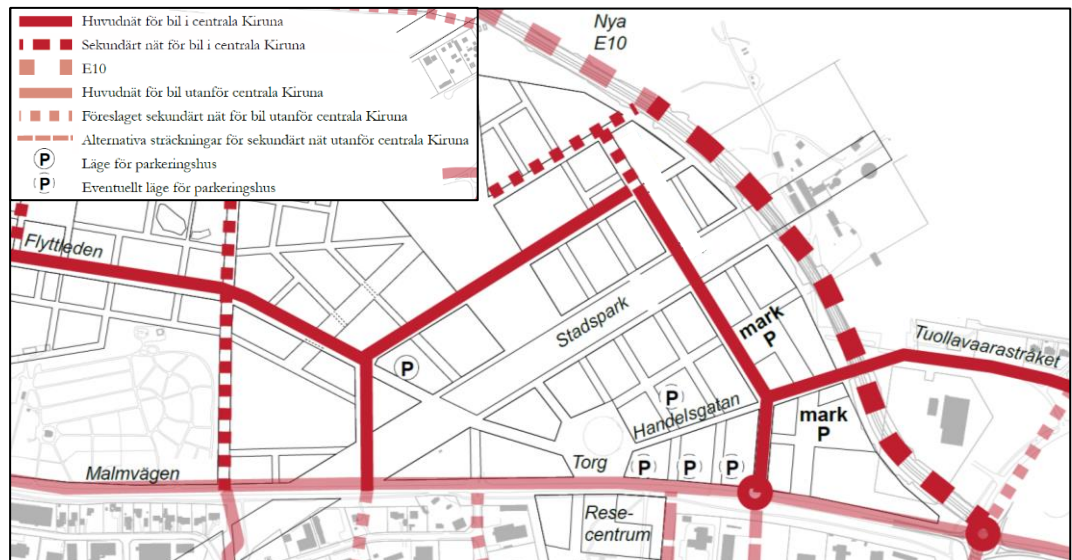 Huvudnät för bil i centrala Kiruna
Sekundärt nät för bil i centrala Kiruna
E10
Huvudnät för bil utanför centrala Kiruna
Föreslaget sekundärt nät för bil utanför centrala Kiruna
Alternativa sträckningar för sekundärt nät utanför centrala Kiruna
P Läge för parkeringshus
(P) Eventuellt läge för parkeringshus
Nya
E10
Flyttleden
Stadspark
mark
P
Tuollavaarastråket
P
P
Handelsgatan
mark
P
Malmvägen
Torg
P
P
P
Rese-
centrum